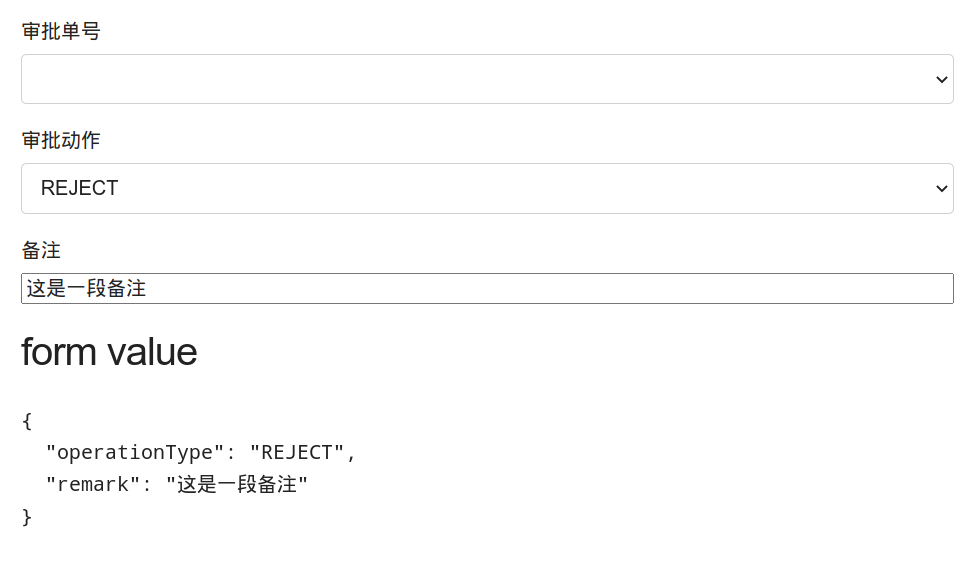 审批单号
审批动作
REJECT
备注
这是一段备注
form value
{
  "operationType": "REJECT",
  "remark": "这是一段备注"
}